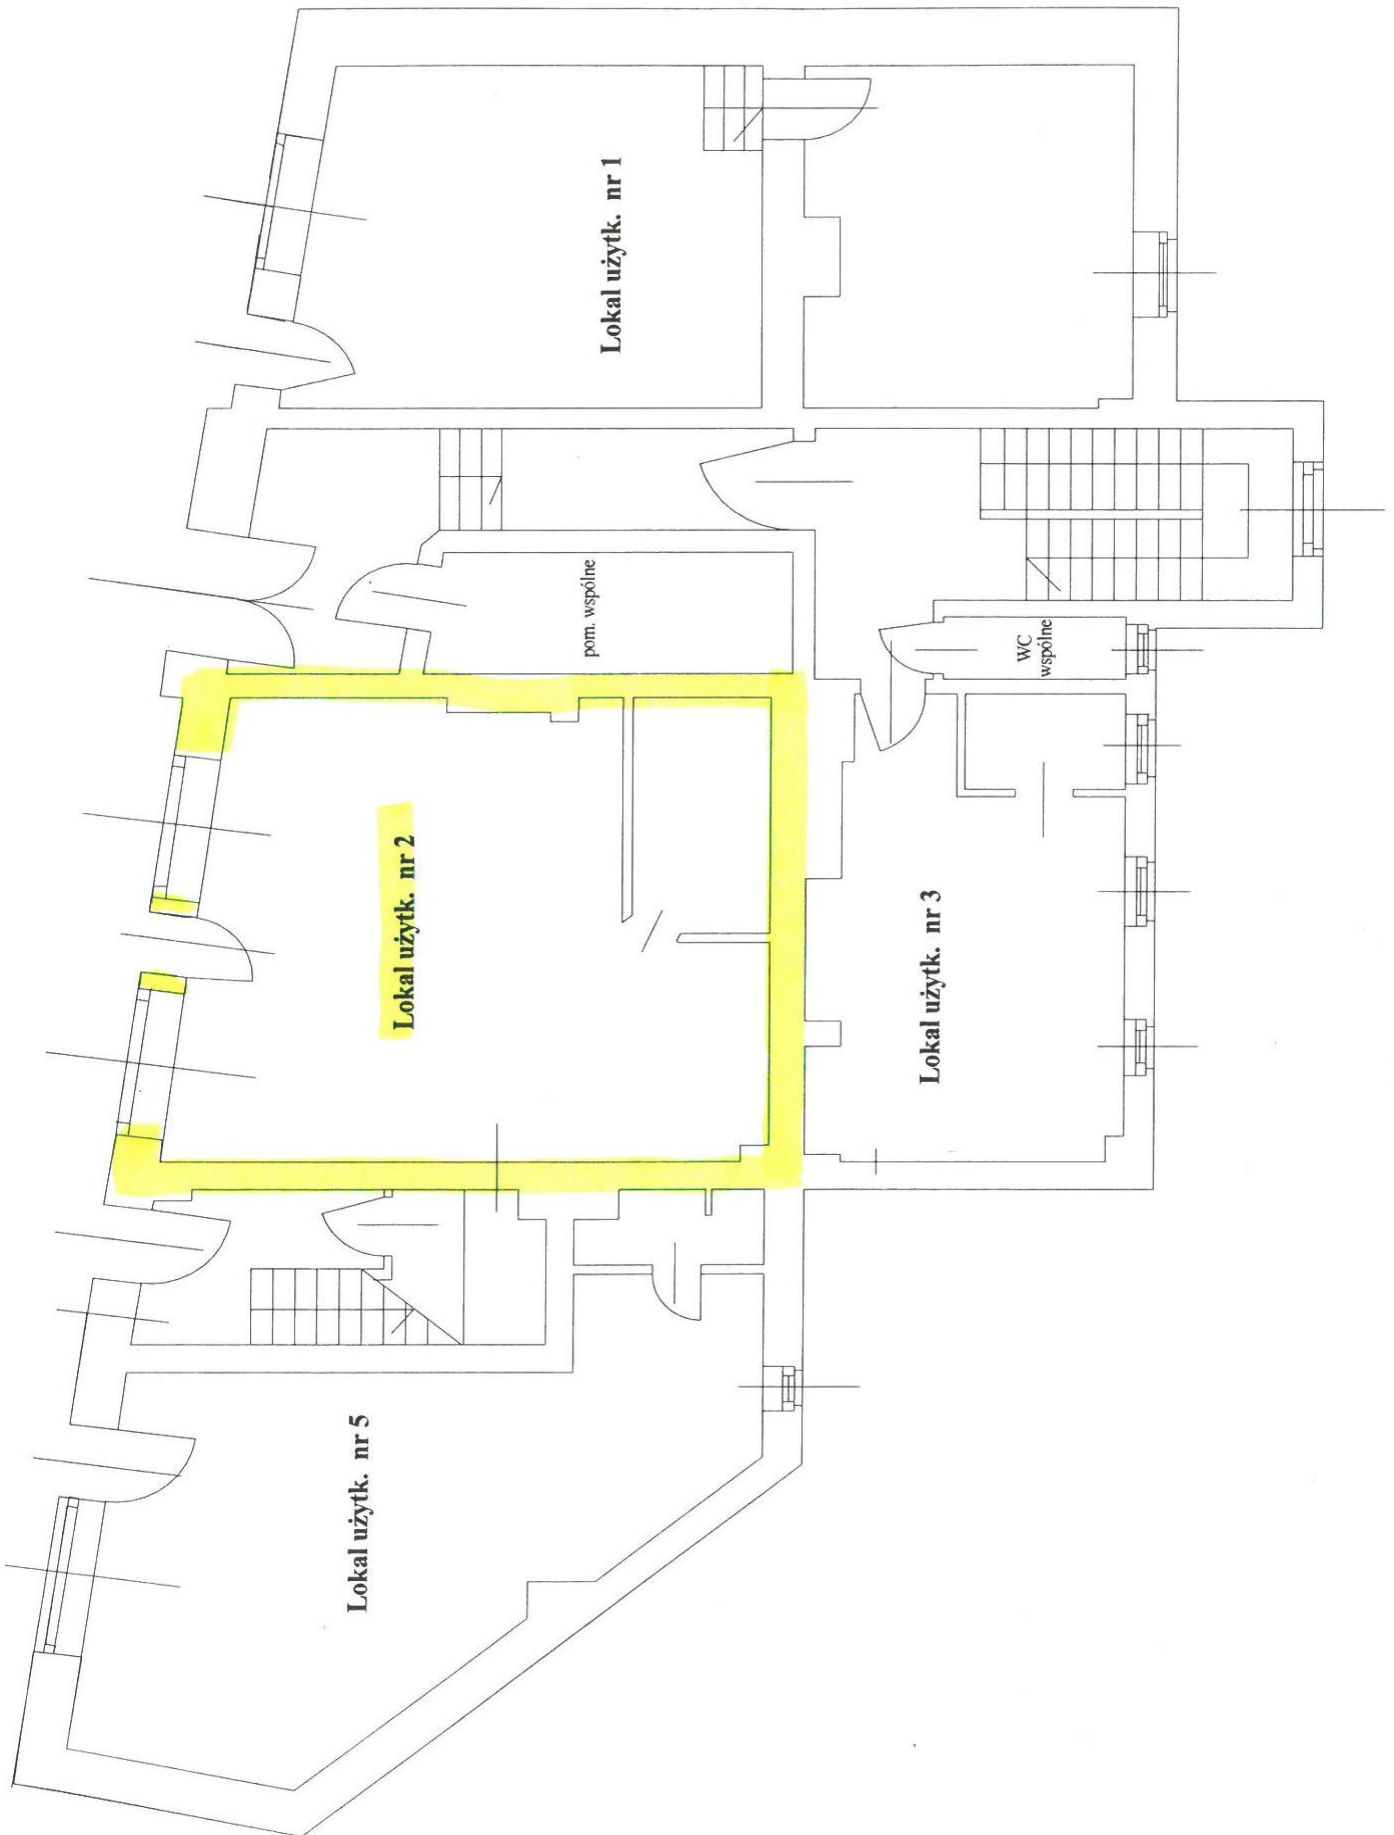 Lokal użytk. nr 1
pom. wspólne
WC
wspólne
Lokal użytk. nr 2
Lokal użytk. nr 3
Lokal użytk. nr 5